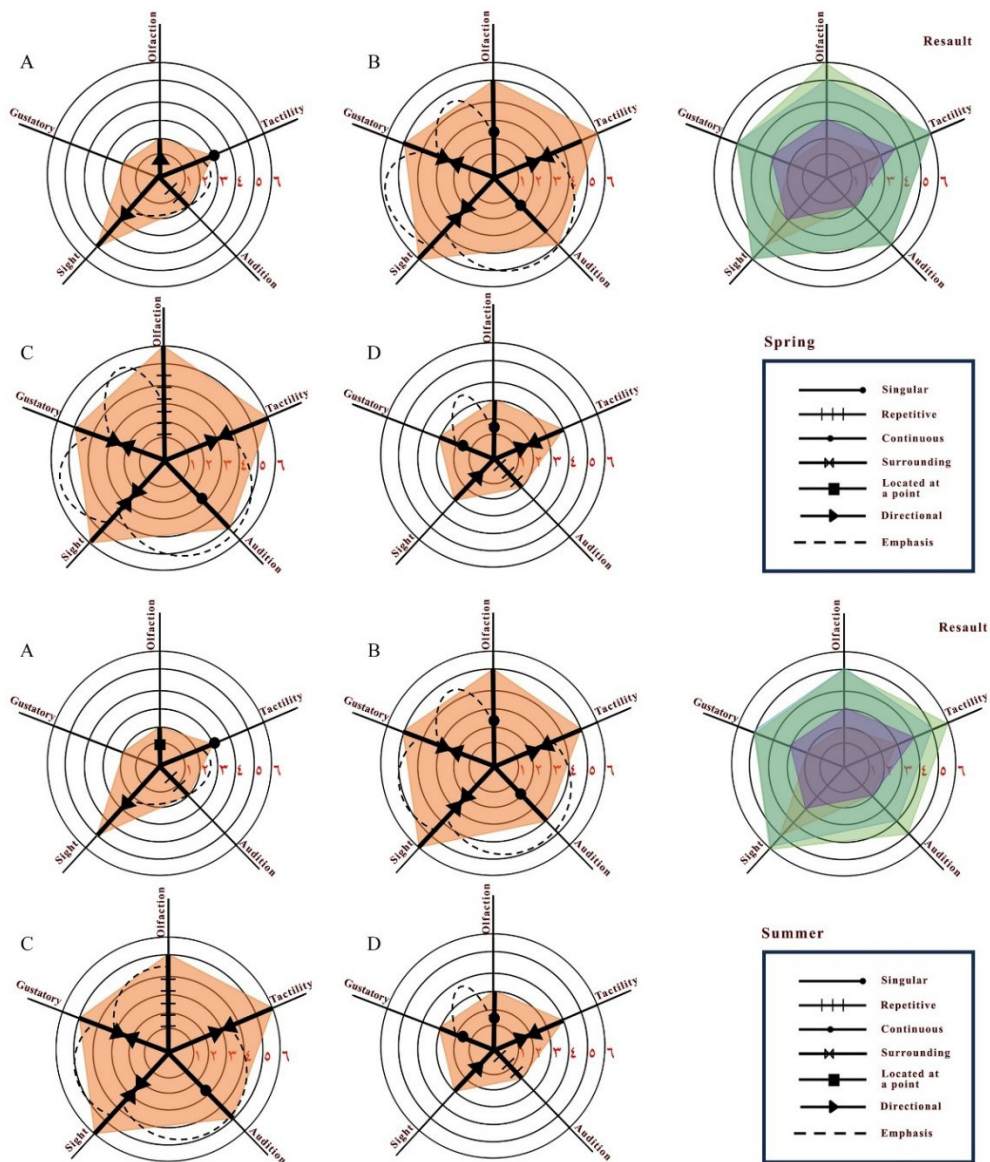 A
Olfaction
Gustatory
Tactility
١ ٢ ٣ ٤ ٥ ٦
Sight
Audition
B
Olfaction
Gustatory
Tactility
١ ٢ ٣ ٤ ٥ ٦
Sight
Audition
Resault
Olfaction
Gustatory
Tactility
١ ٢ ٣ ٤ ٥ ٦
Sight
Audition
C
Olfaction
Gustatory
Tactility
١ ٢ ٣ ٤ ٥ ٦
Sight
Audition
D
Olfaction
Gustatory
Tactility
١ ٢ ٣ ٤ ٥ ٦
Sight
Audition
Spring
Singular
Repetitive
Continuous
Surrounding
Located at
a point
Directional
Emphasis
A
Olfaction
Gustatory
Tactility
١ ٢ ٣ ٤ ٥ ٦
Sight
Audition
B
Olfaction
Gustatory
Tactility
١ ٢ ٣ ٤ ٥ ٦
Sight
Audition
Resault
Olfaction
Gustatory
Tactility
١ ٢ ٣ ٤ ٥ ٦
Sight
Audition
C
Olfaction
Gustatory
Tactility
١ ٢ ٣ ٤ ٥ ٦
Sight
Audition
D
Olfaction
Gustatory
Tactility
١ ٢ ٣ ٤ ٥ ٦
Sight
Audition
Summer
Singular
Repetitive
Continuous
Surrounding
Located at
a point
Directional
Emphasis